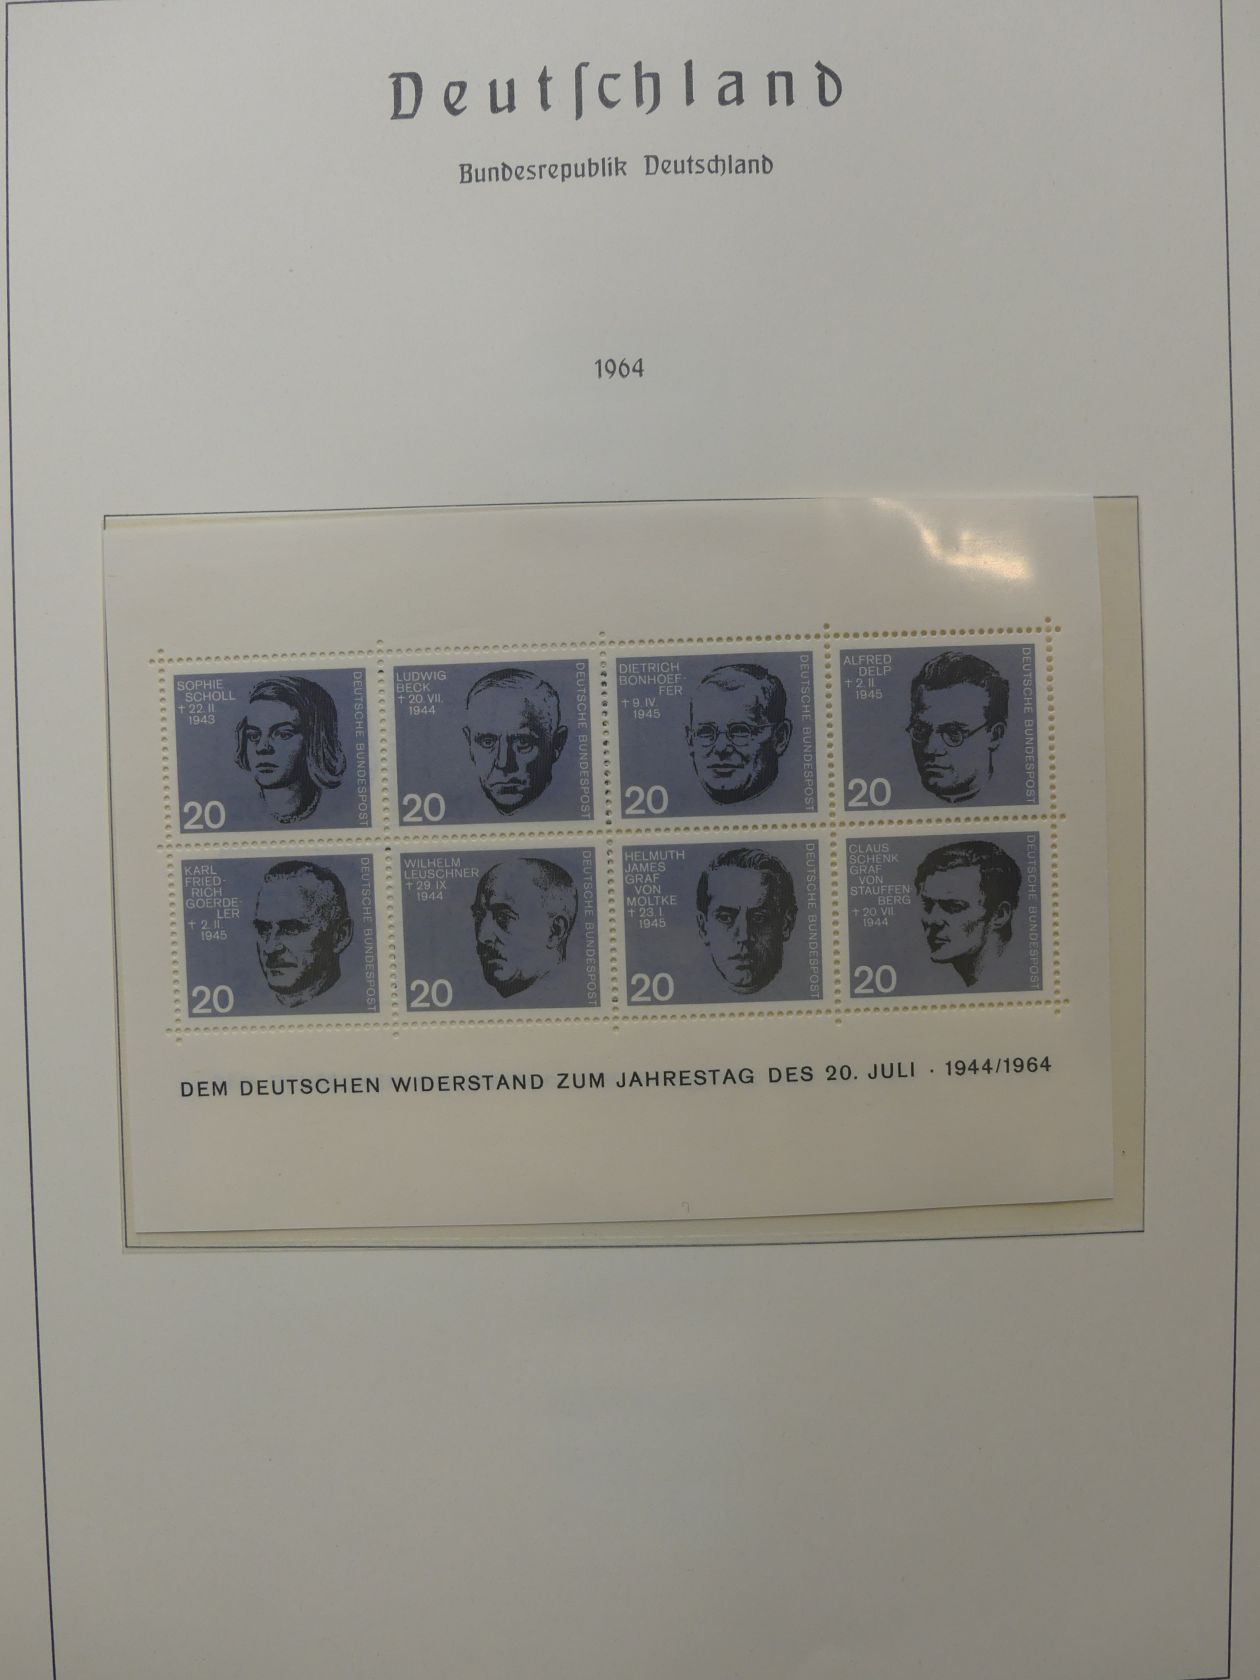 Deutſchland
Bundesrepublik Deutschland
1964
SOPHIE
SCHOLL
† 22. II
1943
20
DEUTSCHE BUNDESPOST
LUDWIG
BECK
† 20. VII.
1944
20
DEUTSCHE BUNDESPOST
DIETRICH
BONHOEF-
FER
† 9. IV
1945
20
DEUTSCHE BUNDESPOST
ALFRED
DELP
† 2. II
1945
20
DEUTSCHE BUNDESPOST
KARL
FRIED-
RICH
GOERDE-
LER
† 2. II
1945
20
DEUTSCHE BUNDESPOST
WILHELM
LEUSCHNER
† 29. IX
1944
20
DEUTSCHE BUNDESPOST
HELMUTH
JAMES
GRAF
VON
MOLTKE
† 23. I
1945
20
DEUTSCHE BUNDESPOST
CLAUS
SCHENK
GRAF
VON
STAUFFEN
BERG
† 20. VII.
1944
20
DEUTSCHE BUNDESPOST
DEM DEUTSCHEN WIDERSTAND ZUM JAHRESTAG DES 20. JULI · 1944/1964